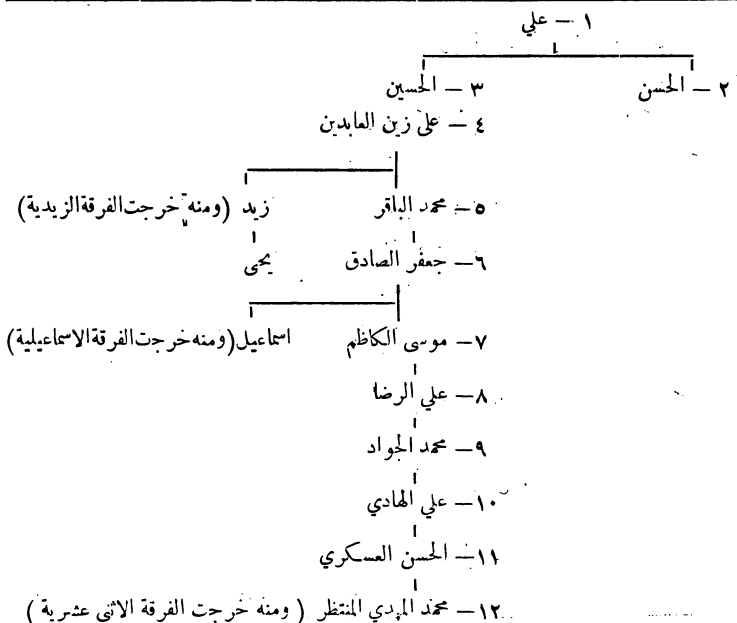 ١ — علي
٢ — الحسن ٣ — الحسين
٤ — على زين العابدين
٥ — محمد الباقر زيد (ومنه خرجت الفرقة الزيدية)
٦ — جعفر الصادق يحى
٧ — موسى الكاظم اسماعيل (ومنه خرجت الفرقة الاسماعيلية)
٨ — علي الرضا
٩ — محمد الجواد
١٠ — علي الهادي
١١ — الحسن العسكري
١٢ — محمد المهدي المنتظر ( ومنه خرجت الفرقة الاثنى عشرية )